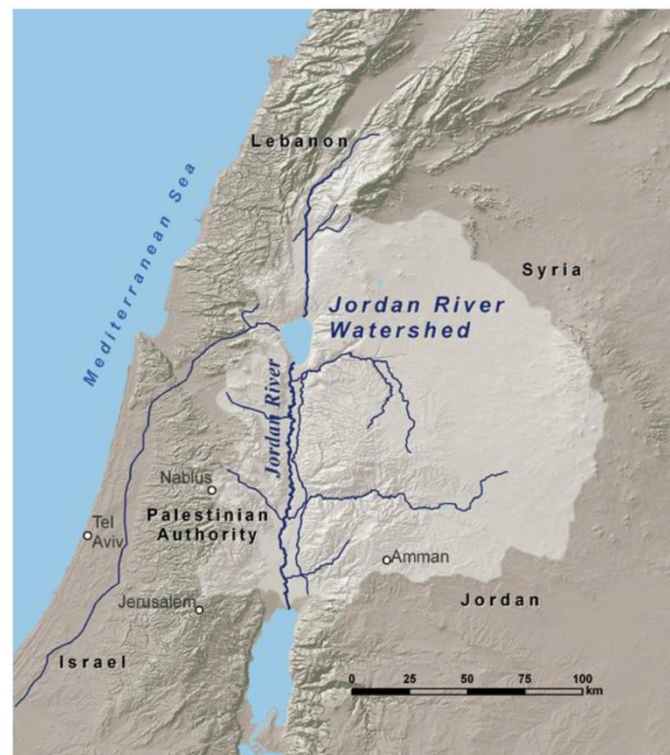 Lebanon
Mediterranean Sea
Syria
Jordan River
Watershed
Jordan River
Nablus
Palestinian
Authority
Tel
Aviv
Amman
Jerusalem
Jordan
Israel
0 25 50 75 100
km